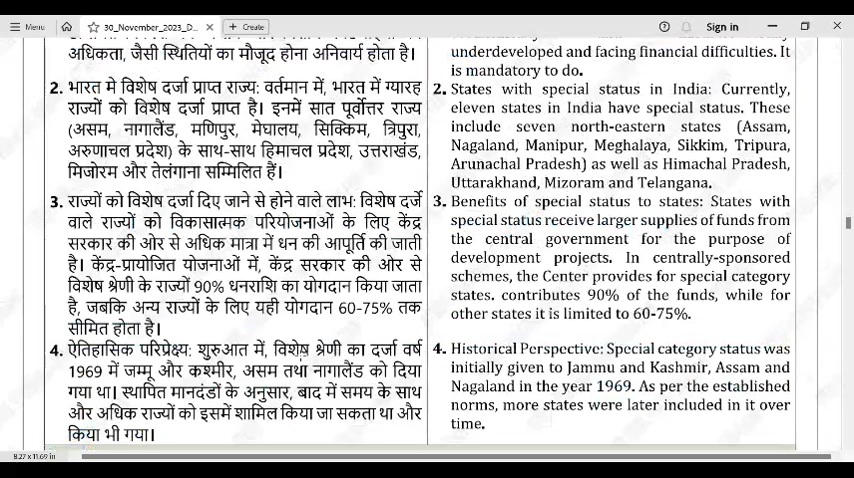 Menu
30_November_2023_D...
+ Create
Sign in
अधिकता, जैसी स्थितियों का मौजूद होना अनिवार्य होता है।
2. भारत मे विशेष दर्जा प्राप्त राज्य: वर्तमान में, भारत में ग्यारह
राज्यों को विशेष दर्जा प्राप्त है। इनमें सात पूर्वोत्तर राज्य
(असम, नागालैंड, मणिपुर, मेघालय, सिक्किम, त्रिपुरा,
अरुणाचल प्रदेश) के साथ-साथ हिमाचल प्रदेश, उत्तराखंड,
मिजोरम और तेलंगाना सम्मिलित हैं।
3. राज्यों को विशेष दर्जा दिए जाने से होने वाले लाभ: विशेष दर्जे
वाले राज्यों को विकासात्मक परियोजनाओं के लिए केंद्र
सरकार की ओर से अधिक मात्रा में धन की आपूर्ति की जाती
है। केंद्र-प्रायोजित योजनाओं में, केंद्र सरकार की ओर से
विशेष श्रेणी के राज्यों 90% धनराशि का योगदान किया जाता
है, जबकि अन्य राज्यों के लिए यही योगदान 60-75% तक
सीमित होता है।
4. ऐतिहासिक परिप्रेक्ष्य: शुरुआत में, विशेष श्रेणी का दर्जा वर्ष
1969 में जम्मू और कश्मीर, असम तथा नागालैंड को दिया
गया था। स्थापित मानदंडों के अनुसार, बाद में समय के साथ
और अधिक राज्यों को इसमें शामिल किया जा सकता था और
किया भी गया।
underdeveloped and facing financial difficulties. It
is mandatory to do.
2. States with special status in India: Currently,
eleven states in India have special status. These
include seven north-eastern states (Assam,
Nagaland, Manipur, Meghalaya, Sikkim, Tripura,
Arunachal Pradesh) as well as Himachal Pradesh,
Uttarakhand, Mizoram and Telangana.
3. Benefits of special status to states: States with
special status receive larger supplies of funds from
the central government for the purpose of
development projects. In centrally-sponsored
schemes, the Center provides for special category
states. contributes 90% of the funds, while for
other states it is limited to 60-75%.
4. Historical Perspective: Special category status was
initially given to Jammu and Kashmir, Assam and
Nagaland in the year 1969. As per the established
norms, more states were later included in it over
time.
8.27 x 11.69 in